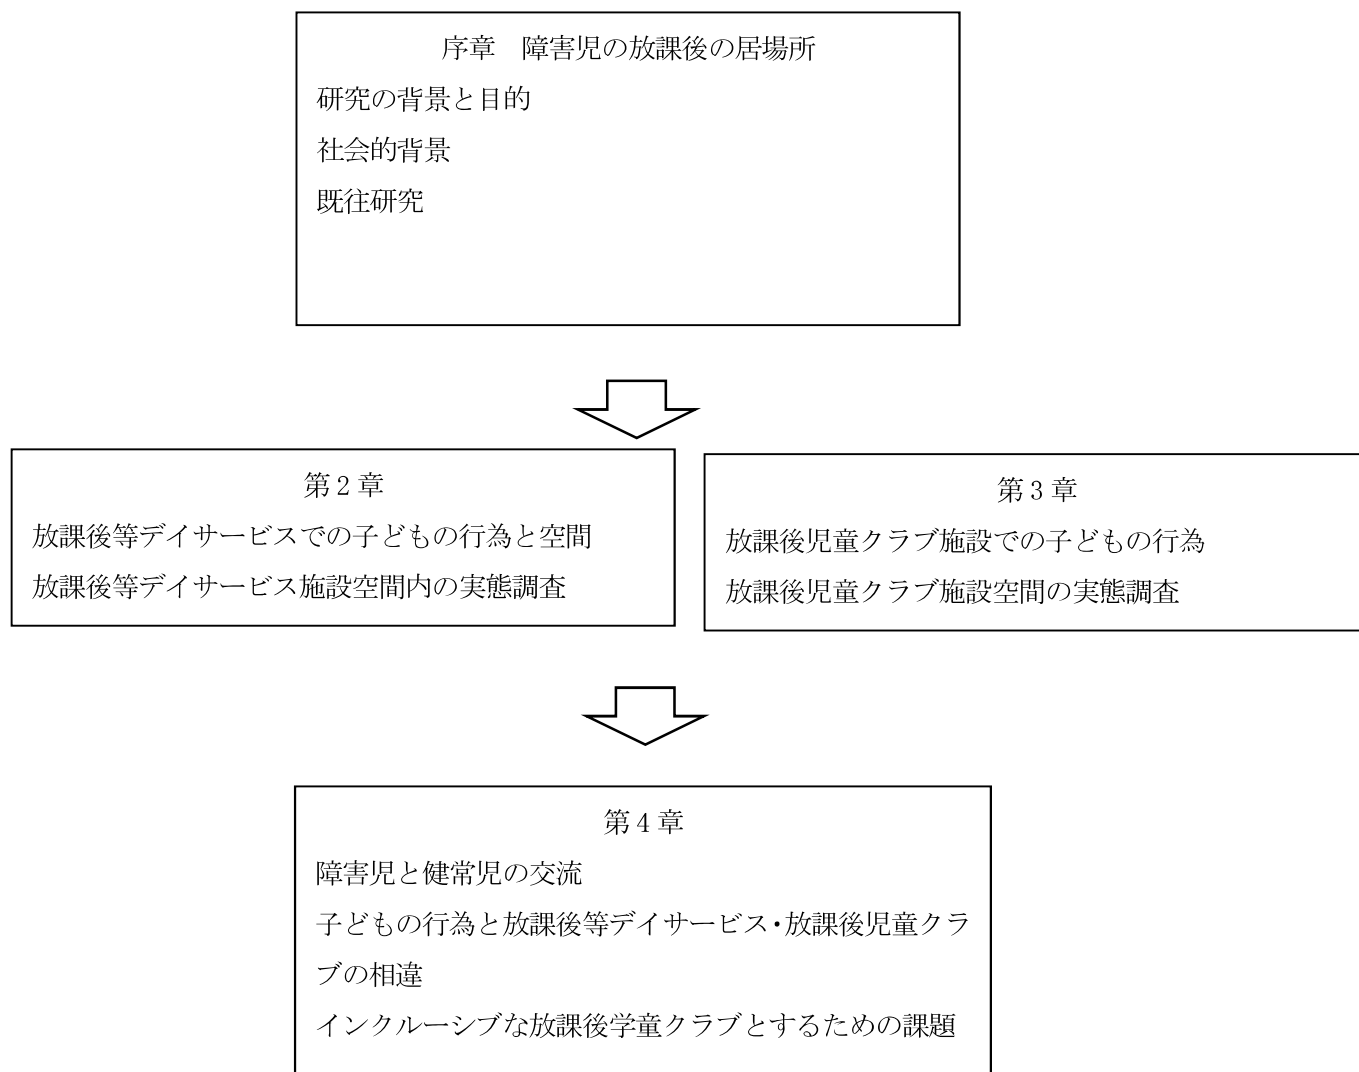 序章　障害児の放課後の居場所
研究の背景と目的
社会的背景
既往研究
第2章
放課後等デイサービスでの子どもの行為と空間
放課後等デイサービス施設空間内の実態調査
第3章
放課後児童クラブ施設での子どもの行為
放課後児童クラブ施設空間の実態調査
第4章
障害児と健常児の交流
子どもの行為と放課後等デイサービス・放課後児童クラ
ブの相違
インクルーシブな放課後学童クラブとするための課題